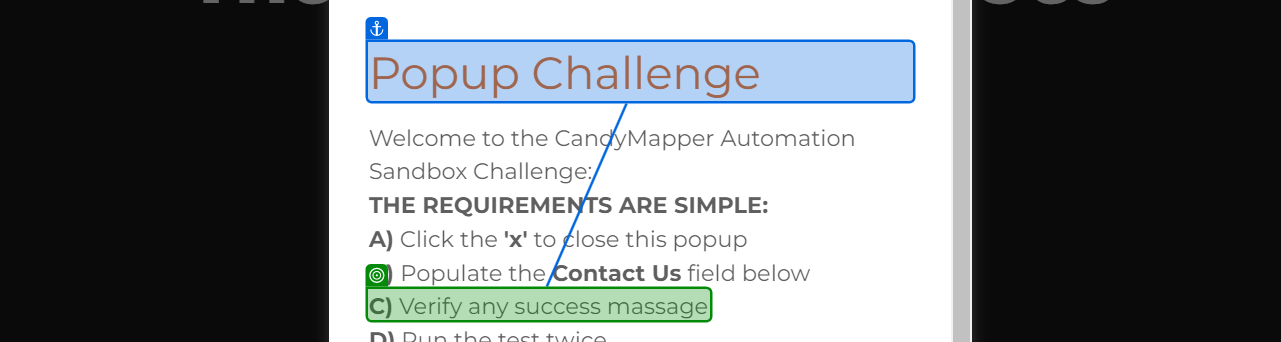 Popup Challenge
Welcome to the CandyMapper Automation
Sandbox Challenge:
THE REQUIREMENTS ARE SIMPLE:
A) Click the 'x' to close this popup
) Populate the Contact Us field below
C) Verify any success massage
D) Run the test twice